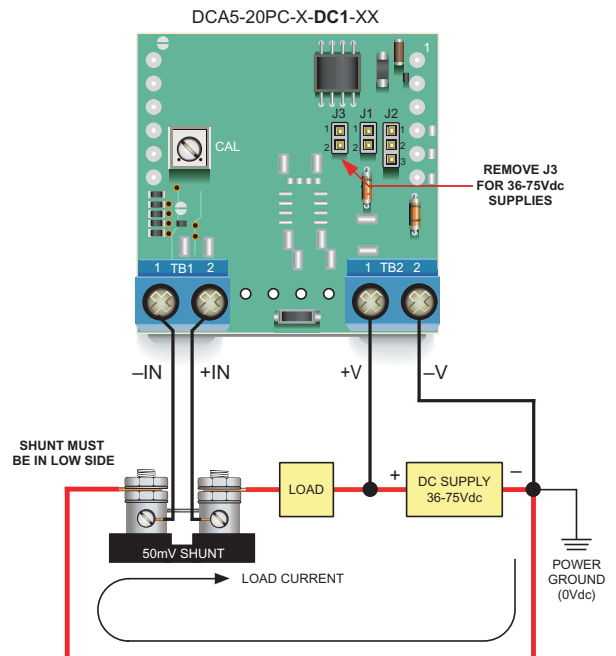 DCA5-20PC-X-DC1-XX
1
J3 J1 J2
1 1 1
2 2 2
3
CAL
REMOVE J3
FOR 36-75Vdc
SUPPLIES
1 TB1 2
1 TB2 2
–IN +IN
+V –V
SHUNT MUST
BE IN LOW SIDE
LOAD
+ –
DC SUPPLY
36-75Vdc
50mV SHUNT
LOAD CURRENT
POWER
GROUND
(0Vdc)